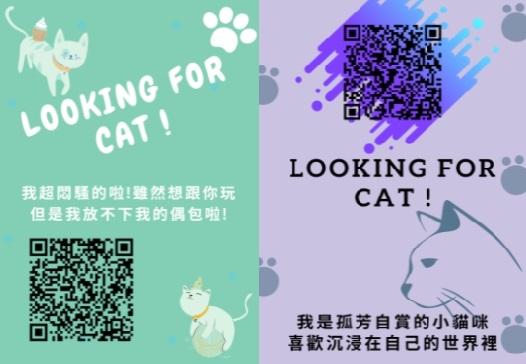 LOOKING FOR
CAT !
我超悶騷的啦!雖然想跟你玩
但是我放不下我的偶包啦!
LOOKING FOR
CAT !
我是孤芳自賞的小貓咪
喜歡沉浸在自己的世界裡